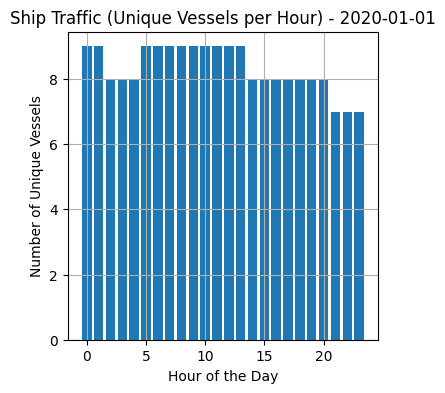 Ship Traffic (Unique Vessels per Hour) - 2020-01-01
8
6
4
2
0
Number of Unique Vessels
0 5 10 15 20
Hour of the Day